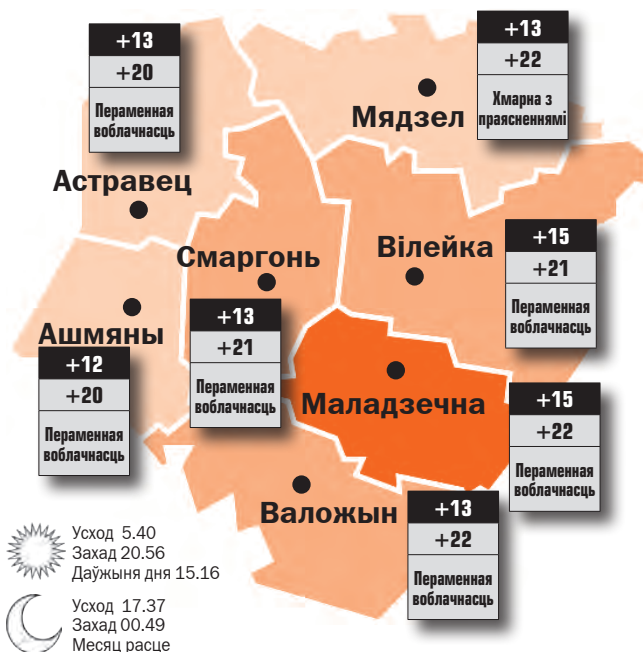 +13
+20
Пераменная
воблачнасць
Астравец
+13
+22
Хмарна з
праясненнямі
Мядзел
Смаргонь
+13
+21
Пераменная
воблачнасць
Вілейка
+15
+21
Пераменная
воблачнасць
Ашмяны
+12
+20
Пераменная
воблачнасць
Маладзечна
+15
+22
Пераменная
воблачнасць
Валожын
+13
+22
Пераменная
воблачнасць
Усход 5.40
Захад 20.56
Даўжыня дня 15.16
Усход 17.37
Захад 00.49
Месяц расце